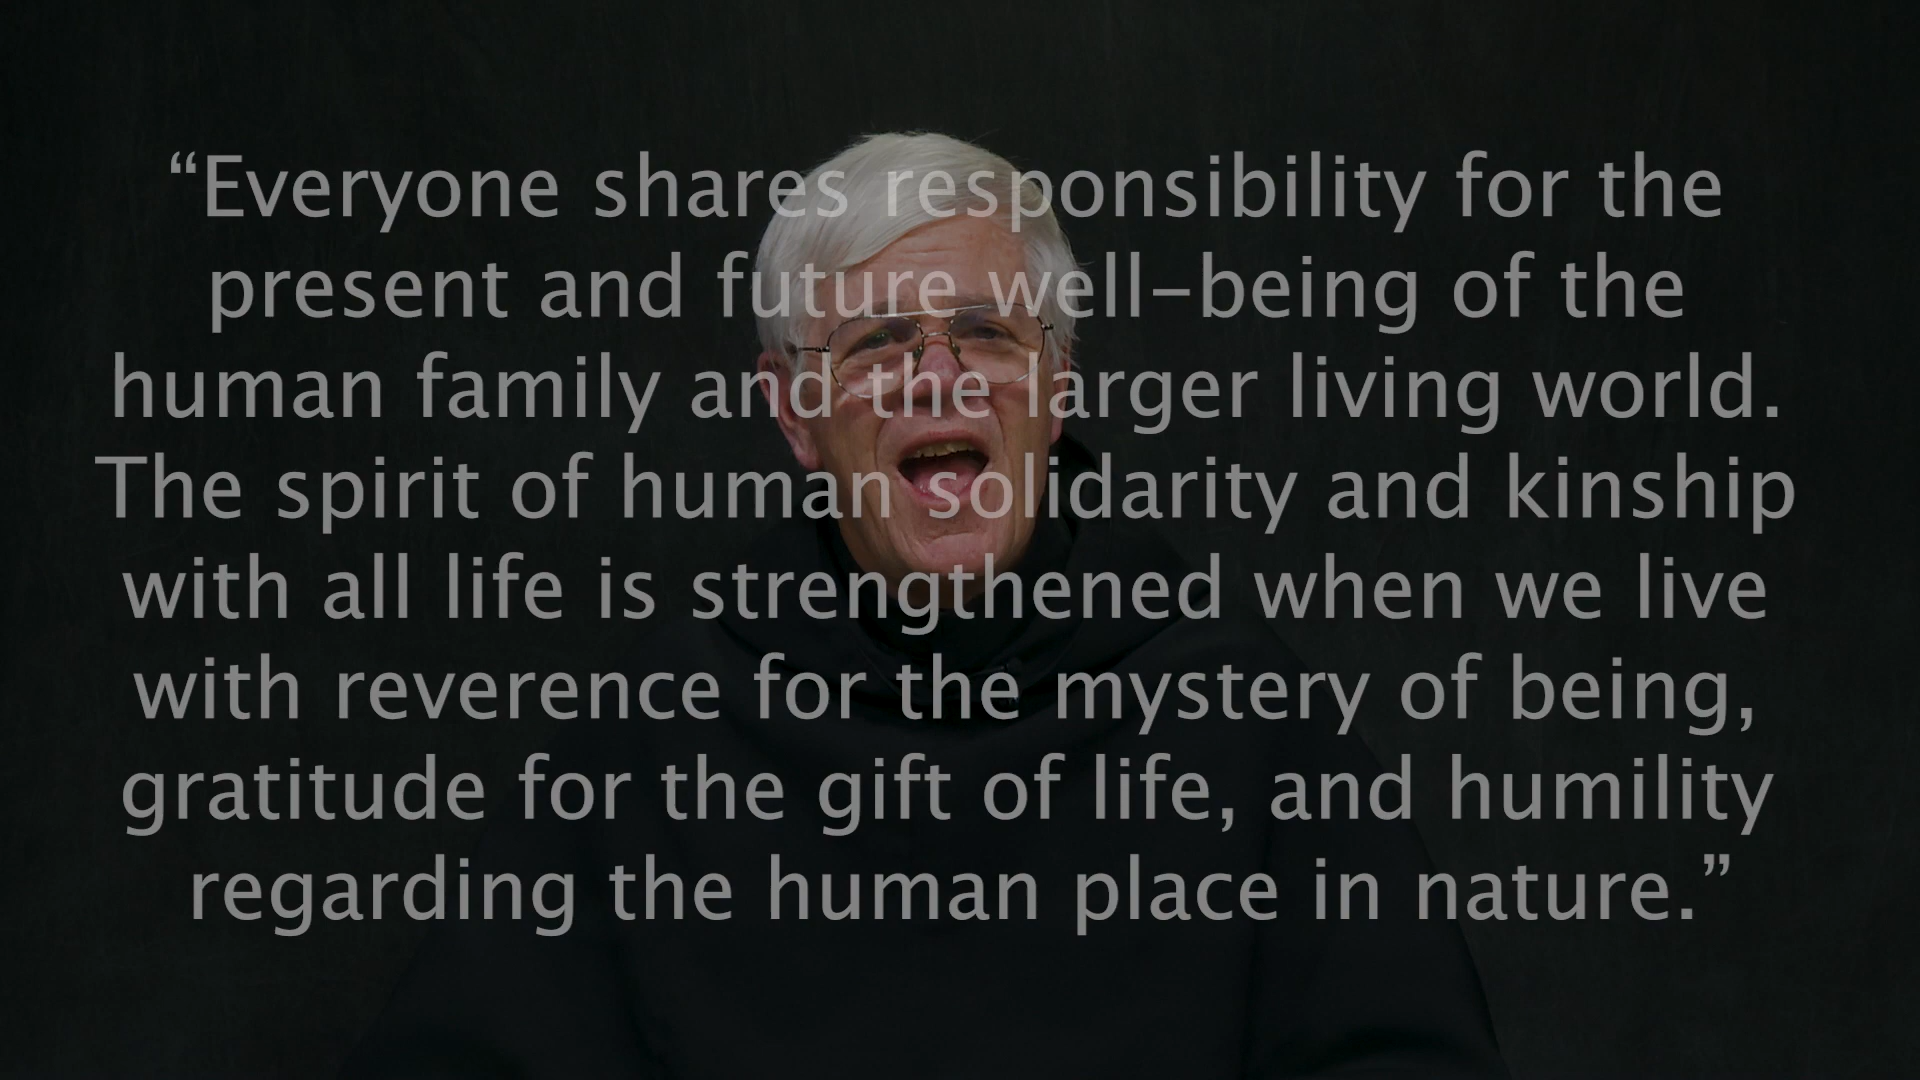 “Everyone shares responsibility for the
present and future well-being of the
human family and the larger living world.
The spirit of human solidarity and kinship
with all life is strengthened when we live
with reverence for the mystery of being,
gratitude for the gift of life, and humility
regarding the human place in nature.”